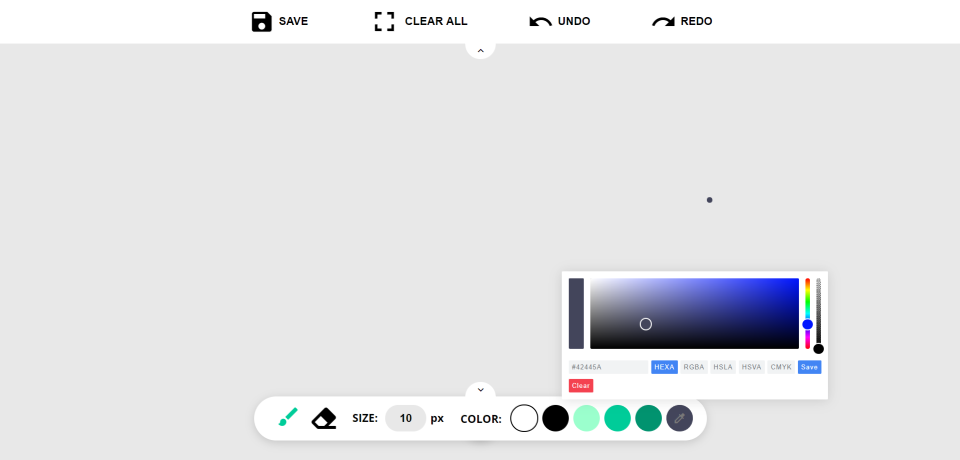 SAVE CLEAR ALL UNDO REDO
#42445A HEXA RGBA HSLA HSVA CMYK Save
Clear
SIZE: 10 px COLOR: